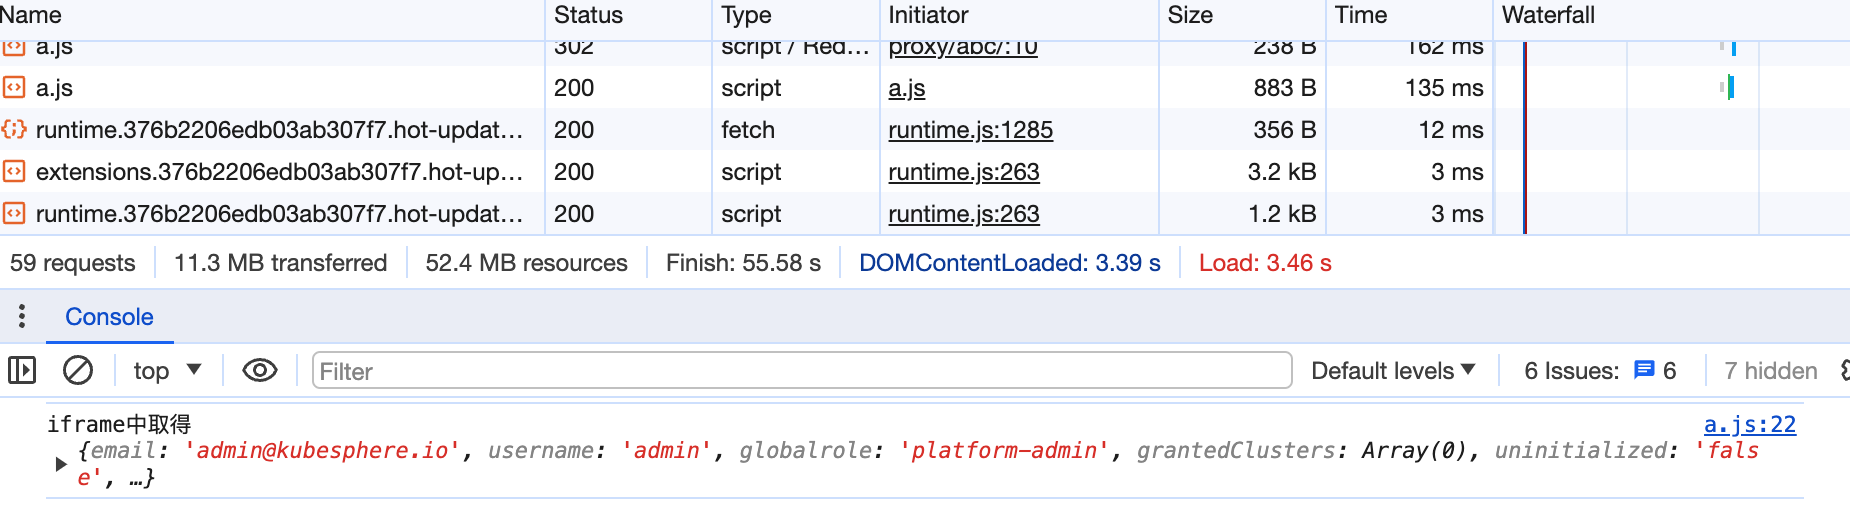 Name Status Type Initiator Size Time Waterfall
a.js 302 script / Red… proxy/abc/:10 238 B 162 ms
a.js 200 script a.js 883 B 135 ms
runtime.376b2206edb03ab307f7.hot-updat… 200 fetch runtime.js:1285 356 B 12 ms
extensions.376b2206edb03ab307f7.hot-up… 200 script runtime.js:263 3.2 kB 3 ms
runtime.376b2206edb03ab307f7.hot-updat… 200 script runtime.js:263 1.2 kB 3 ms
59 requests 11.3 MB transferred 52.4 MB resources Finish: 55.58 s DOMContentLoaded: 3.39 s Load: 3.46 s
Console
top Filter Default levels 6 Issues: 6 7 hidden
iframe中取得 a.js:22
{email: 'admin@kubesphere.io', username: 'admin', globalrole: 'platform-admin', grantedClusters: Array(0), uninitialized: 'fals
e', …}